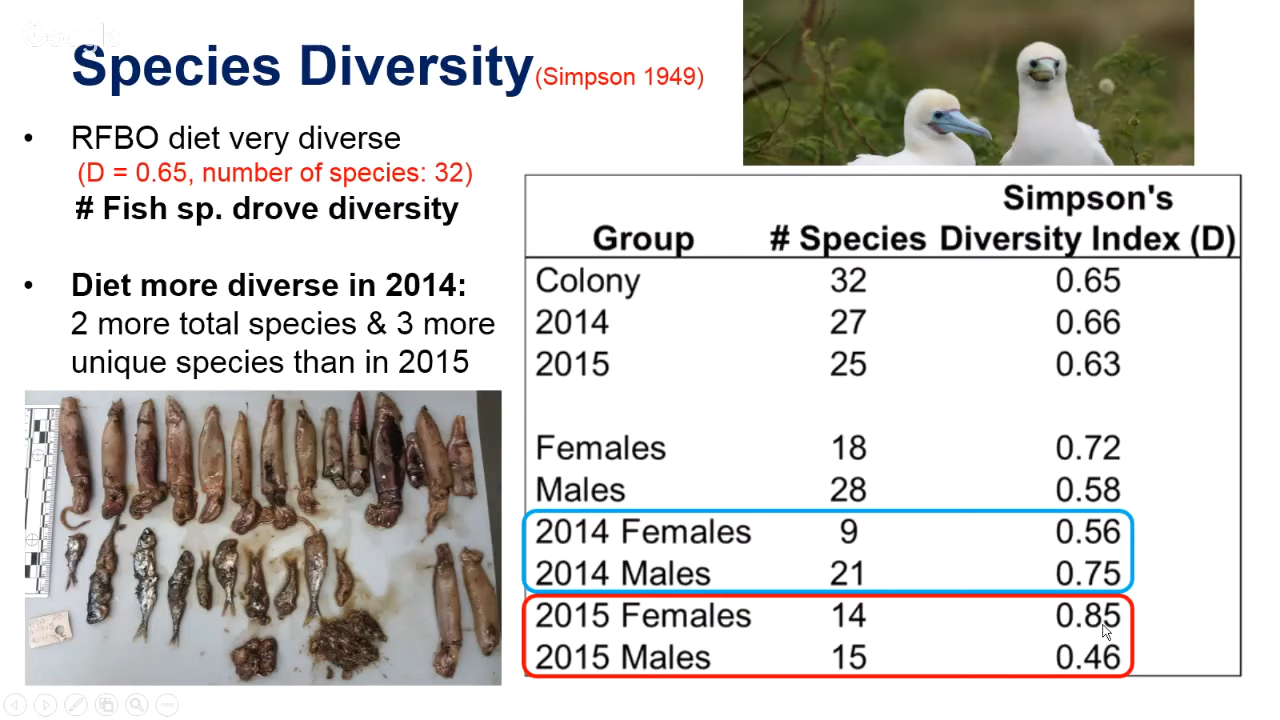 Google
Species Diversity (Simpson 1949)
• RFBO diet very diverse
(D = 0.65, number of species: 32)
# Fish sp. drove diversity
• Diet more diverse in 2014:
2 more total species & 3 more
unique species than in 2015
Group # Species Simpson's Diversity Index (D)
Colony 32 0.65
2014 27 0.66
2015 25 0.63
Females 18 0.72
Males 28 0.58
2014 Females 9 0.56
2014 Males 21 0.75
2015 Females 14 0.85
2015 Males 15 0.46